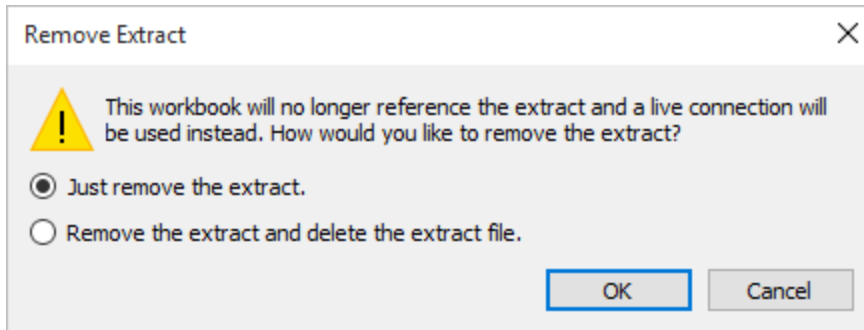 Remove Extract
This workbook will no longer reference the extract and a live connection will
be used instead. How would you like to remove the extract?
Just remove the extract.
Remove the extract and delete the extract file.
OK
Cancel